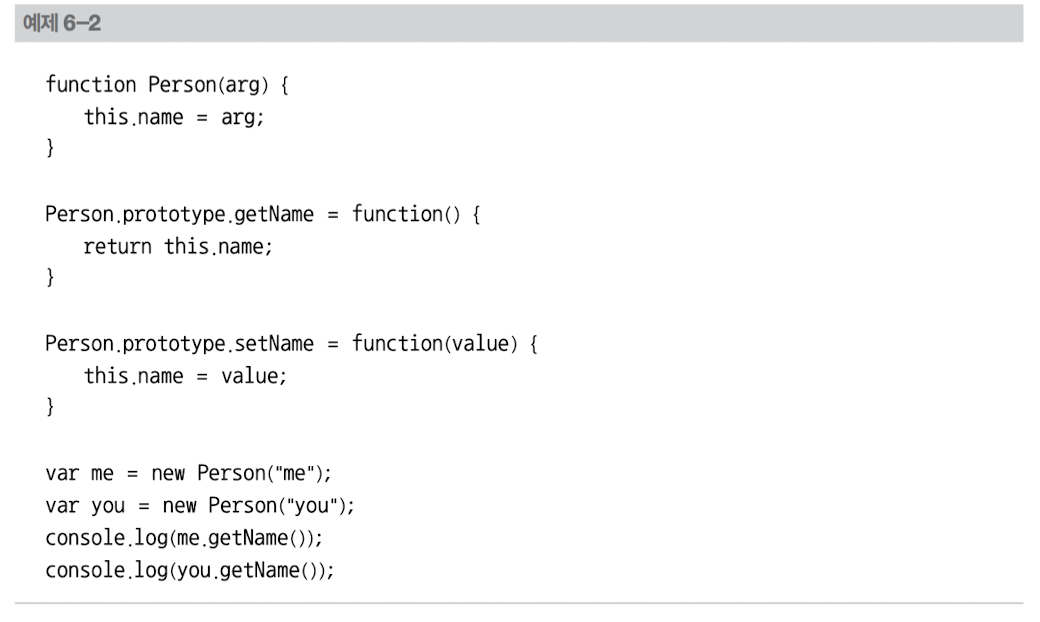 예제 6-2
function Person(arg) {
this.name = arg;
}
Person.prototype.getName = function() {
return this.name;
}
Person.prototype.setName = function(value) {
this.name = value;
}
var me = new Person("me");
var you = new Person("you");
console.log(me.getName());
console.log(you.getName());